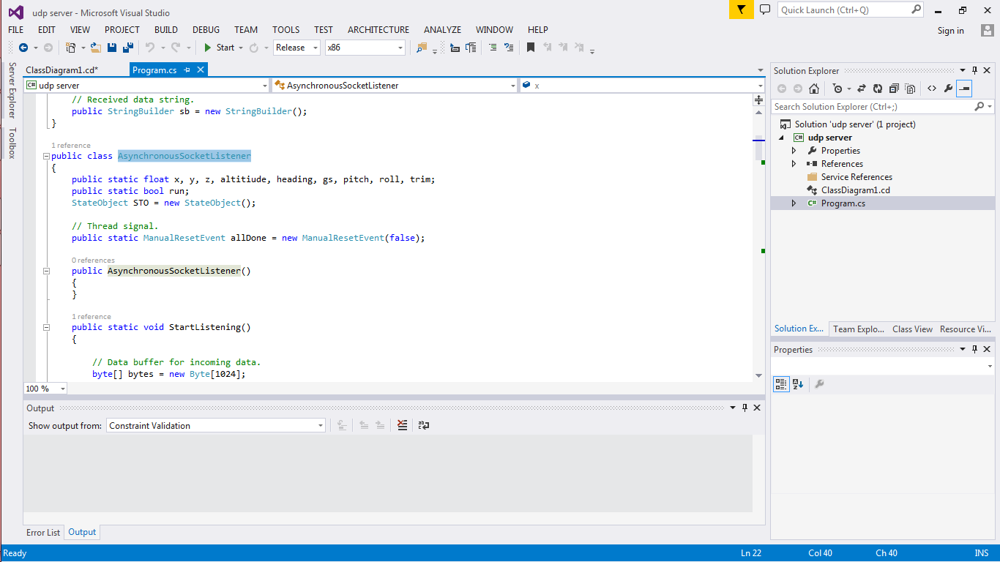 udp server - Microsoft Visual Studio
Quick Launch (Ctrl+Q)
FILE EDIT VIEW PROJECT BUILD DEBUG TEAM TOOLS TEST ARCHITECTURE ANALYZE WINDOW HELP
Sign in
Start Release x86
Server Explorer
Toolbox
ClassDiagram1.cd* Program.cs
C# udp server AsynchronousSocketListener x
// Received data string.
public StringBuilder sb = new StringBuilder();
}
1 reference
public class AsynchronousSocketListener
{
public static float x, y, z, altitiude, heading, gs, pitch, roll, trim;
public static bool run;
StateObject STO = new StateObject();
// Thread signal.
public static ManualResetEvent allDone = new ManualResetEvent(false);
0 references
public AsynchronousSocketListener()
{
}
1 reference
public static void StartListening()
{
// Data buffer for incoming data.
byte[] bytes = new Byte[1024];
100 %
Output
Show output from: Constraint Validation
Error List Output
Solution Explorer
Search Solution Explorer (Ctrl+;)
Solution 'udp server' (1 project)
C# udp server
Properties
References
Service References
ClassDiagram1.cd
C# Program.cs
Solution Ex... Team Explo... Class View Resource Vi...
Properties
Ready Ln 22 Col 40 Ch 40 INS